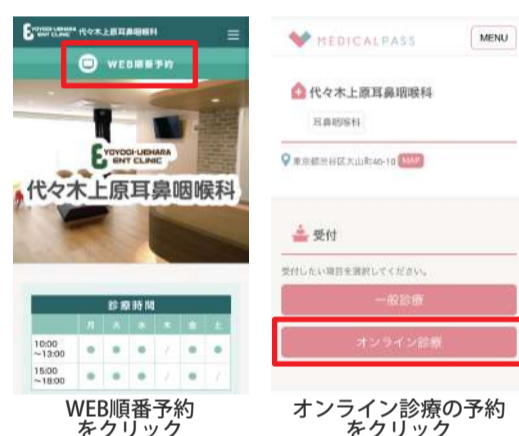 YOYOGI-UEHARA
ENT CLINIC
代々木上原耳鼻咽喉科
WEB順番予約
YOYOGI-UEHARA
ENT CLINIC
代々木上原耳鼻咽喉科
診療時間
月 火 水 木 金 土
10:00
~13:00
● ● ● / ● ●
15:00
~18:00
● ● ● / ● /
WEB順番予約
をクリック
MEDICALPASS
MENU
代々木上原耳鼻咽喉科
耳鼻咽喉科
東京都渋谷区大山町46-10 MAP
受付
受付したい項目を選択してください。
一般診療
オンライン診療
オンライン診療の予約
をクリック